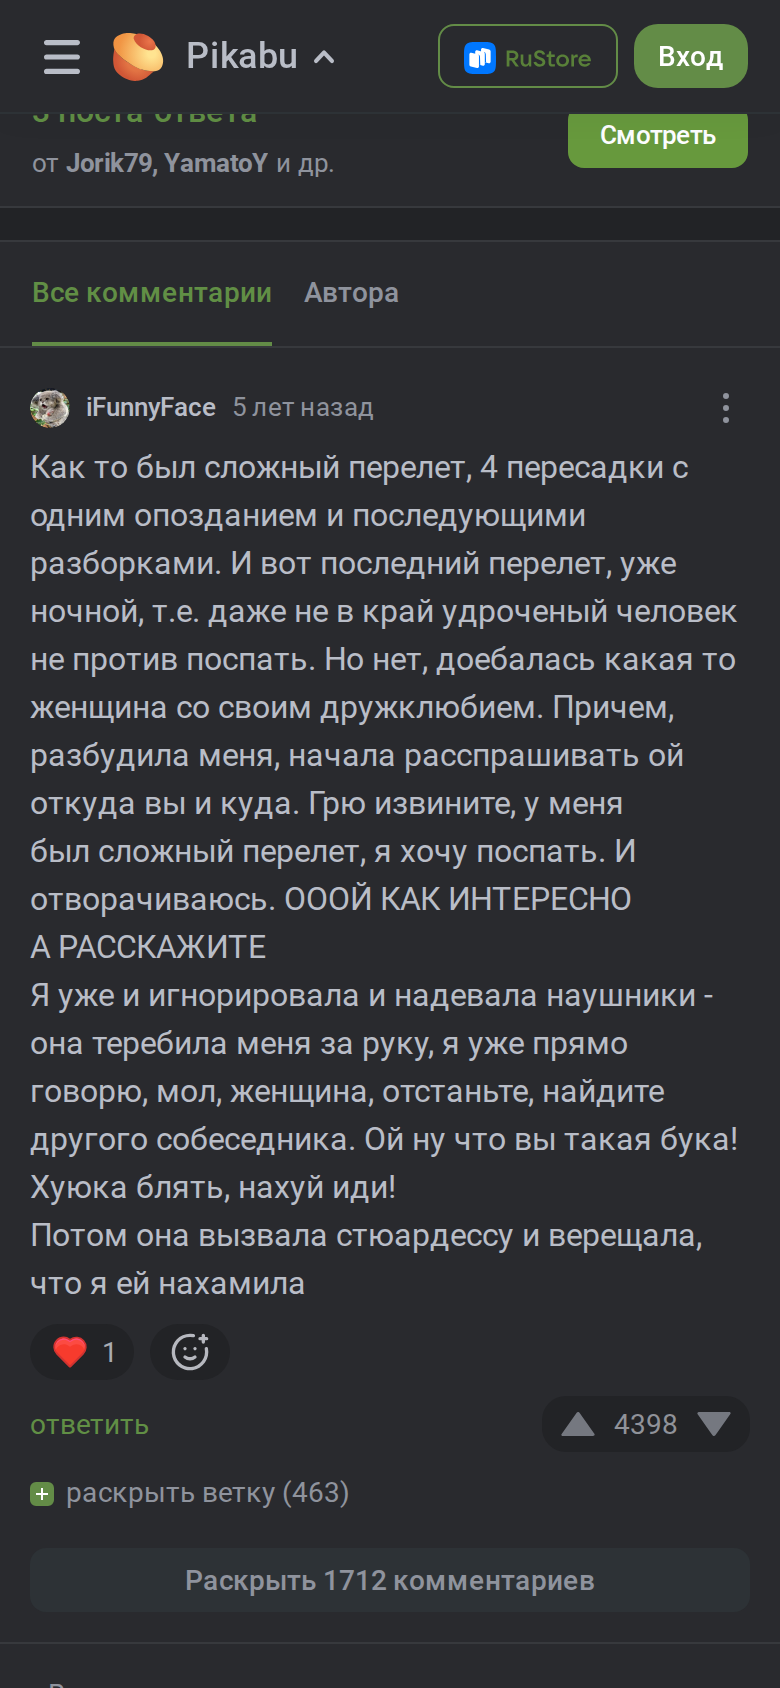 Pikabu
RuStore
Вход
3 поста ответа
от Jorik79, YamatoY и др.
Смотреть
Все комментарии Автора
iFunnyFace 5 лет назад
Как то был сложный перелет, 4 пересадки с
одним опозданием и последующими
разборками. И вот последний перелет, уже
ночной, т.е. даже не в край удроченый человек
не против поспать. Но нет, доебалась какая то
женщина со своим дружклюбием. Причем,
разбудила меня, начала расспрашивать ой
откуда вы и куда. Грю извините, у меня
был сложный перелет, я хочу поспать. И
отворачиваюсь. ОООЙ КАК ИНТЕРЕСНО
А РАССКАЖИТЕ
Я уже и игнорировала и надевала наушники -
она теребила меня за руку, я уже прямо
говорю, мол, женщина, отстаньте, найдите
другого собеседника. Ой ну что вы такая бука!
Хуюка блять, нахуй иди!
Потом она вызвала стюардессу и верещала,
что я ей нахамила
1
ответить
4398
раскрыть ветку (463)
Раскрыть 1712 комментариев